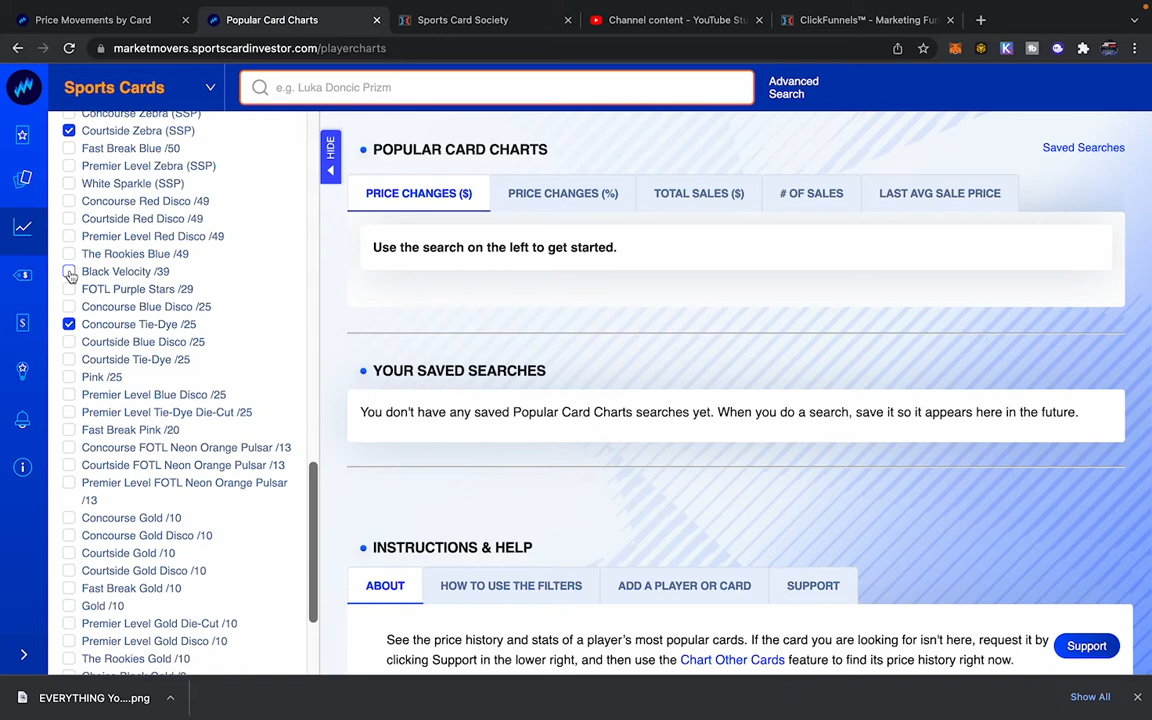 Price Movements by Card
Popular Card Charts
Sports Card Society
Channel content - YouTube Stu
ClickFunnels™ - Marketing Fun
marketmovers.sportscardinvestor.com/playercharts
Sports Cards
e.g. Luka Doncic Prizm
Advanced
Search
Concourse Zebra (SSP)
Courtside Zebra (SSP)
Fast Break Blue /50
Premier Level Zebra (SSP)
White Sparkle (SSP)
Concourse Red Disco /49
Courtside Red Disco /49
Premier Level Red Disco /49
The Rookies Blue /49
Black Velocity /39
FOTL Purple Stars /29
Concourse Blue Disco /25
Concourse Tie-Dye /25
Courtside Blue Disco /25
Courtside Tie-Dye /25
Pink /25
Premier Level Blue Disco /25
Premier Level Tie-Dye Die-Cut /25
Fast Break Pink /20
Concourse FOTL Neon Orange Pulsar /13
Courtside FOTL Neon Orange Pulsar /13
Premier Level FOTL Neon Orange Pulsar
/13
Concourse Gold /10
Concourse Gold Disco /10
Courtside Gold /10
Courtside Gold Disco /10
Fast Break Gold /10
Gold /10
Premier Level Gold Die-Cut /10
Premier Level Gold Disco /10
The Rookies Gold /10
HIDE
POPULAR CARD CHARTS
Saved Searches
PRICE CHANGES ($)
PRICE CHANGES (%)
TOTAL SALES ($)
# OF SALES
LAST AVG SALE PRICE
Use the search on the left to get started.
YOUR SAVED SEARCHES
You don't have any saved Popular Card Charts searches yet. When you do a search, save it so it appears here in the future.
INSTRUCTIONS & HELP
ABOUT
HOW TO USE THE FILTERS
ADD A PLAYER OR CARD
SUPPORT
See the price history and stats of a player's most popular cards. If the card you are looking for isn't here, request it by
clicking Support in the lower right, and then use the Chart Other Cards feature to find its price history right now.
Support
EVERYTHING Yo....png
Show All